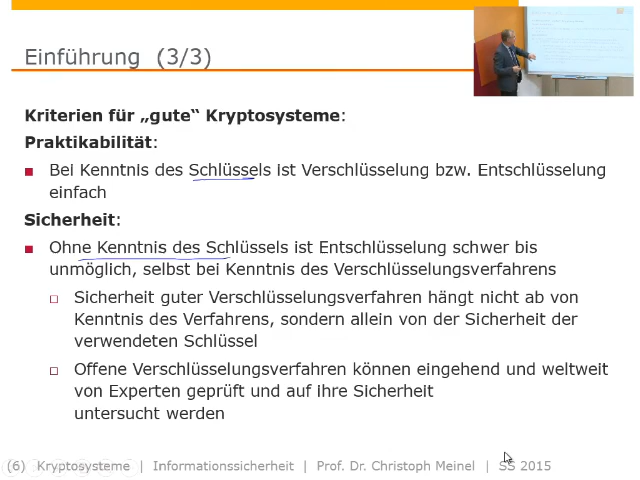 Einführung (3/3)
Kriterien für „gute“ Kryptosysteme:
Praktikabilität:
Bei Kenntnis des Schlüssels ist Verschlüsselung bzw. Entschlüsselung
einfach
Sicherheit:
Ohne Kenntnis des Schlüssels ist Entschlüsselung schwer bis
unmöglich, selbst bei Kenntnis des Verschlüsselungsverfahrens
Sicherheit guter Verschlüsselungsverfahren hängt nicht ab von
Kenntnis des Verfahrens, sondern allein von der Sicherheit der
verwendeten Schlüssel
Offene Verschlüsselungsverfahren können eingehend und weltweit
von Experten geprüft und auf ihre Sicherheit
untersucht werden
(6) Kryptosysteme | Informationssicherheit | Prof. Dr. Christoph Meinel | SS 2015